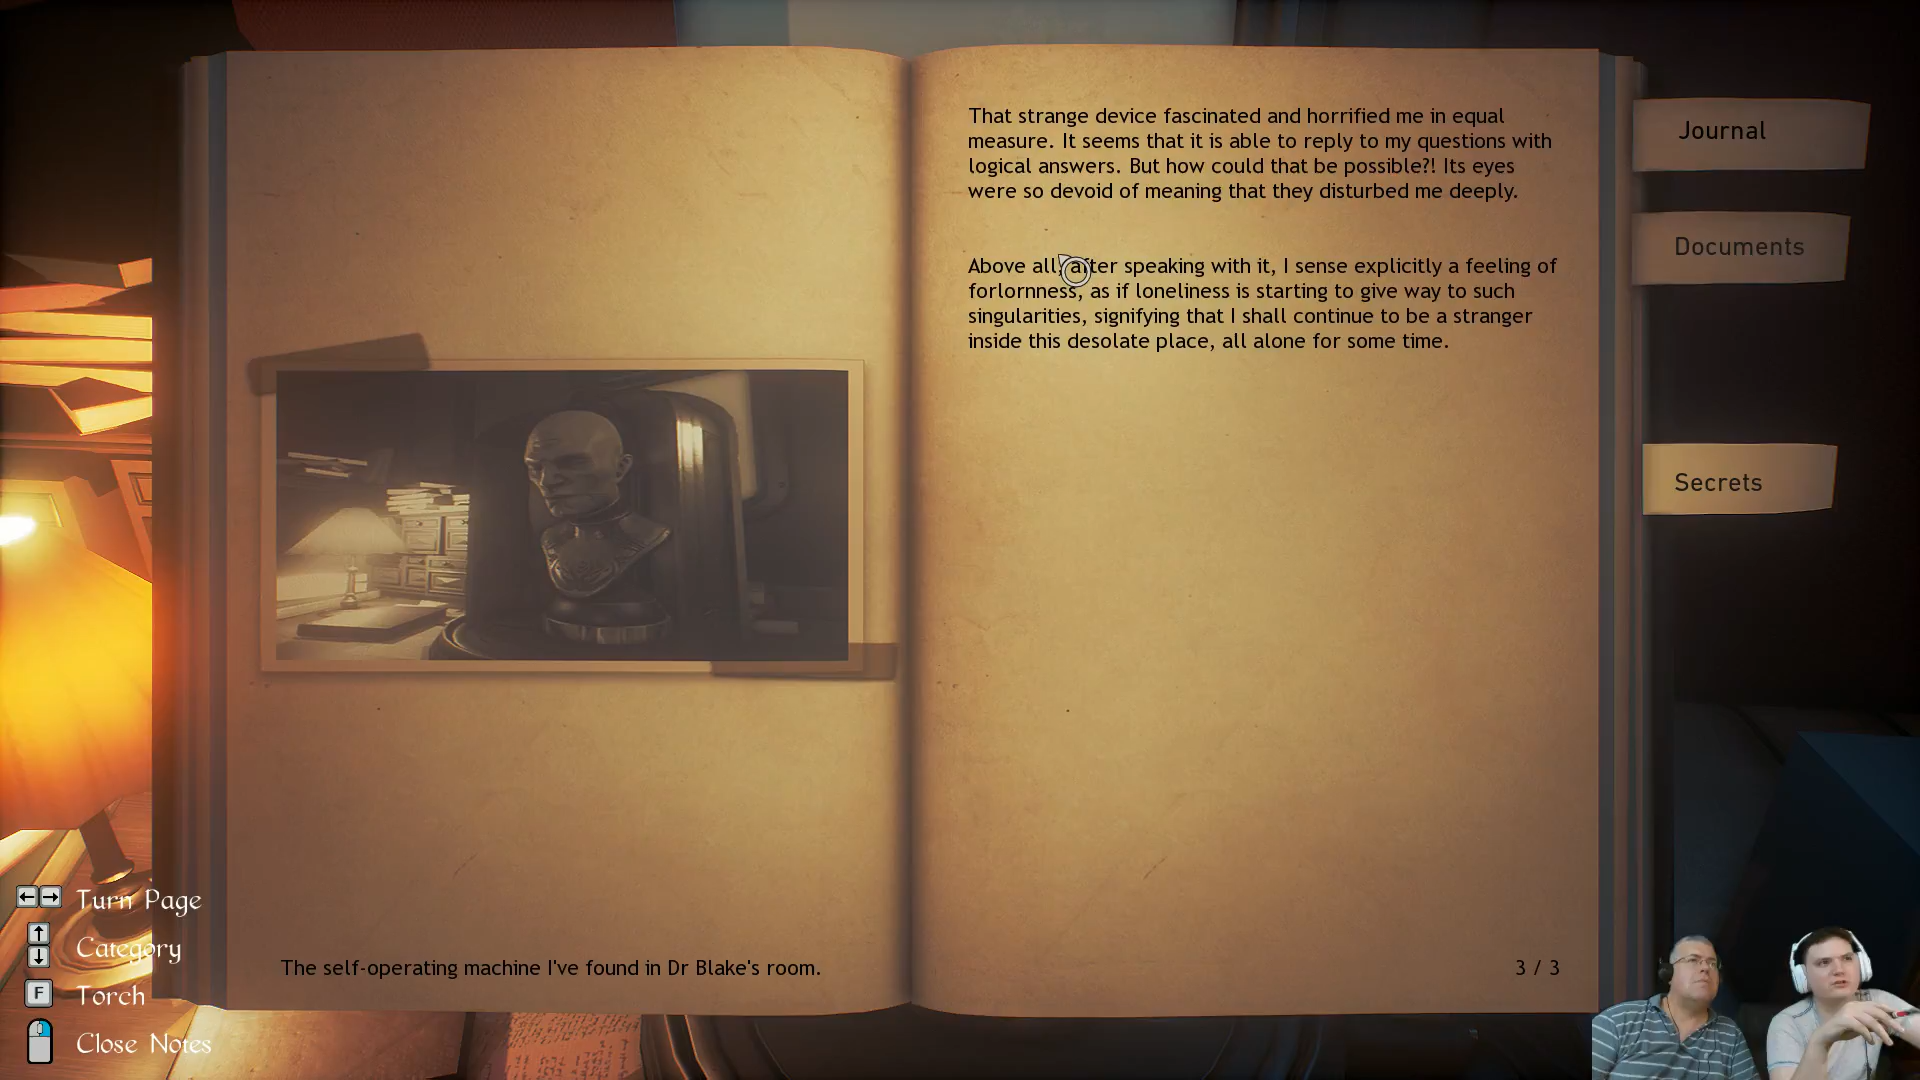 That strange device fascinated and horrified me in equal
measure. It seems that it is able to reply to my questions with
logical answers. But how could that be possible?! Its eyes
were so devoid of meaning that they disturbed me deeply.
Above all, after speaking with it, I sense explicitly a feeling of
forlornness, as if loneliness is starting to give way to such
singularities, signifying that I shall continue to be a stranger
inside this desolate place, all alone for some time.
The self-operating machine I've found in Dr Blake's room.
3 / 3
Journal
Documents
Secrets
←→ Turn Page
↑↓ Category
F Torch
Close Notes